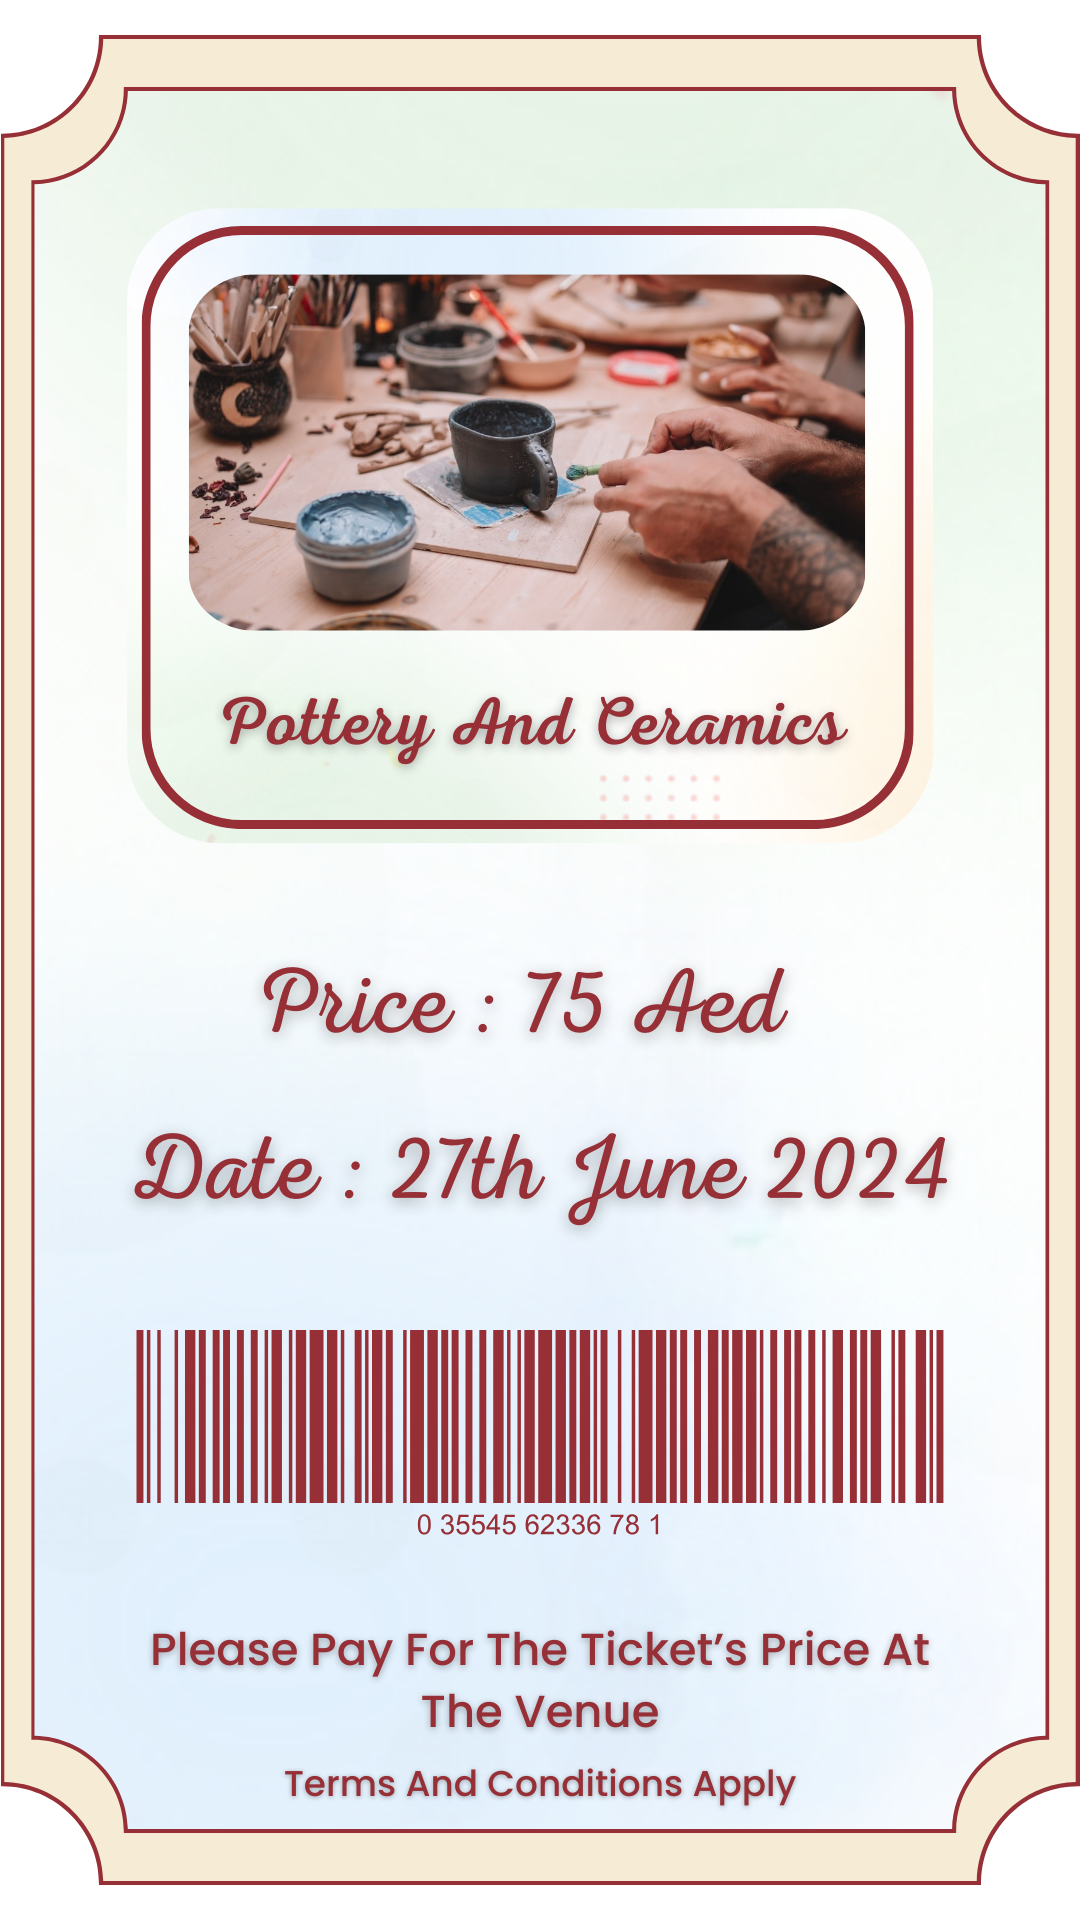 Pottery And Ceramics
Price : 75 Aed
Date : 27th June 2024
0 35545 62336 78 1
Please Pay For The Ticket’s Price At
The Venue
Terms And Conditions Apply